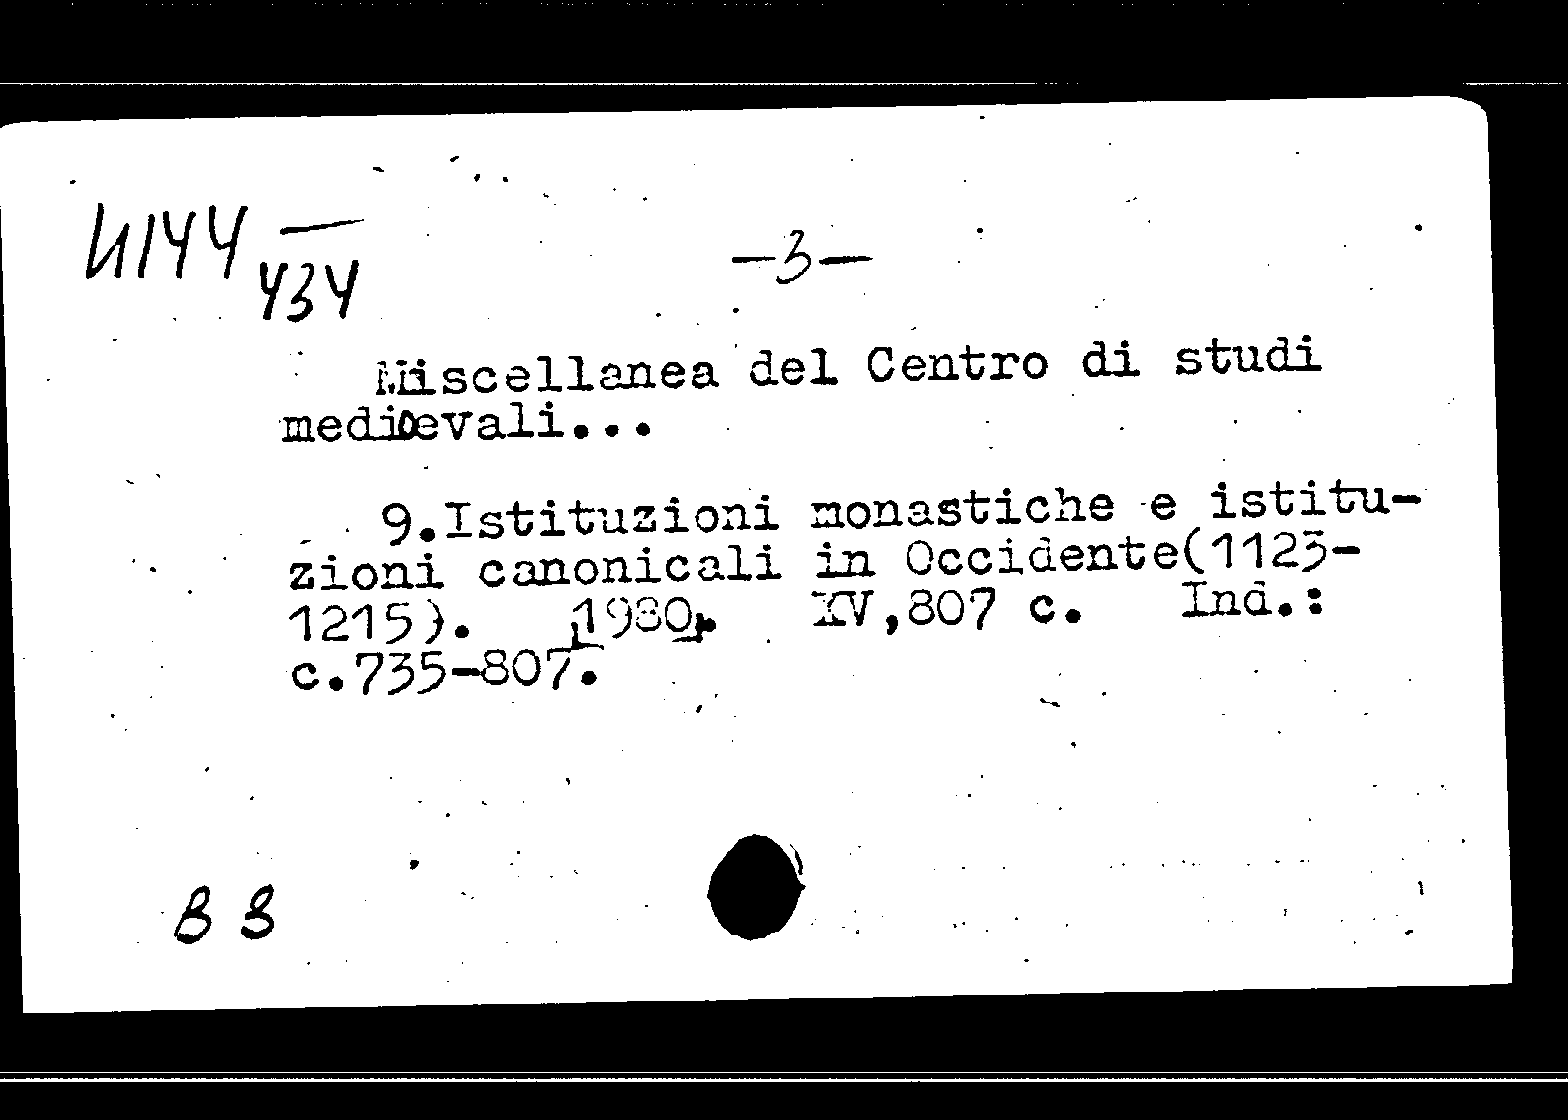 И144 —
434
—3—
Miscellanea del Centro di studi
medioevali...
9.Istituzioni monastiche e istitu-
zioni canonicali in Occidente(1123-
1215). 1980. XV,807 c. Ind.:
c.735-807.
ВЗ